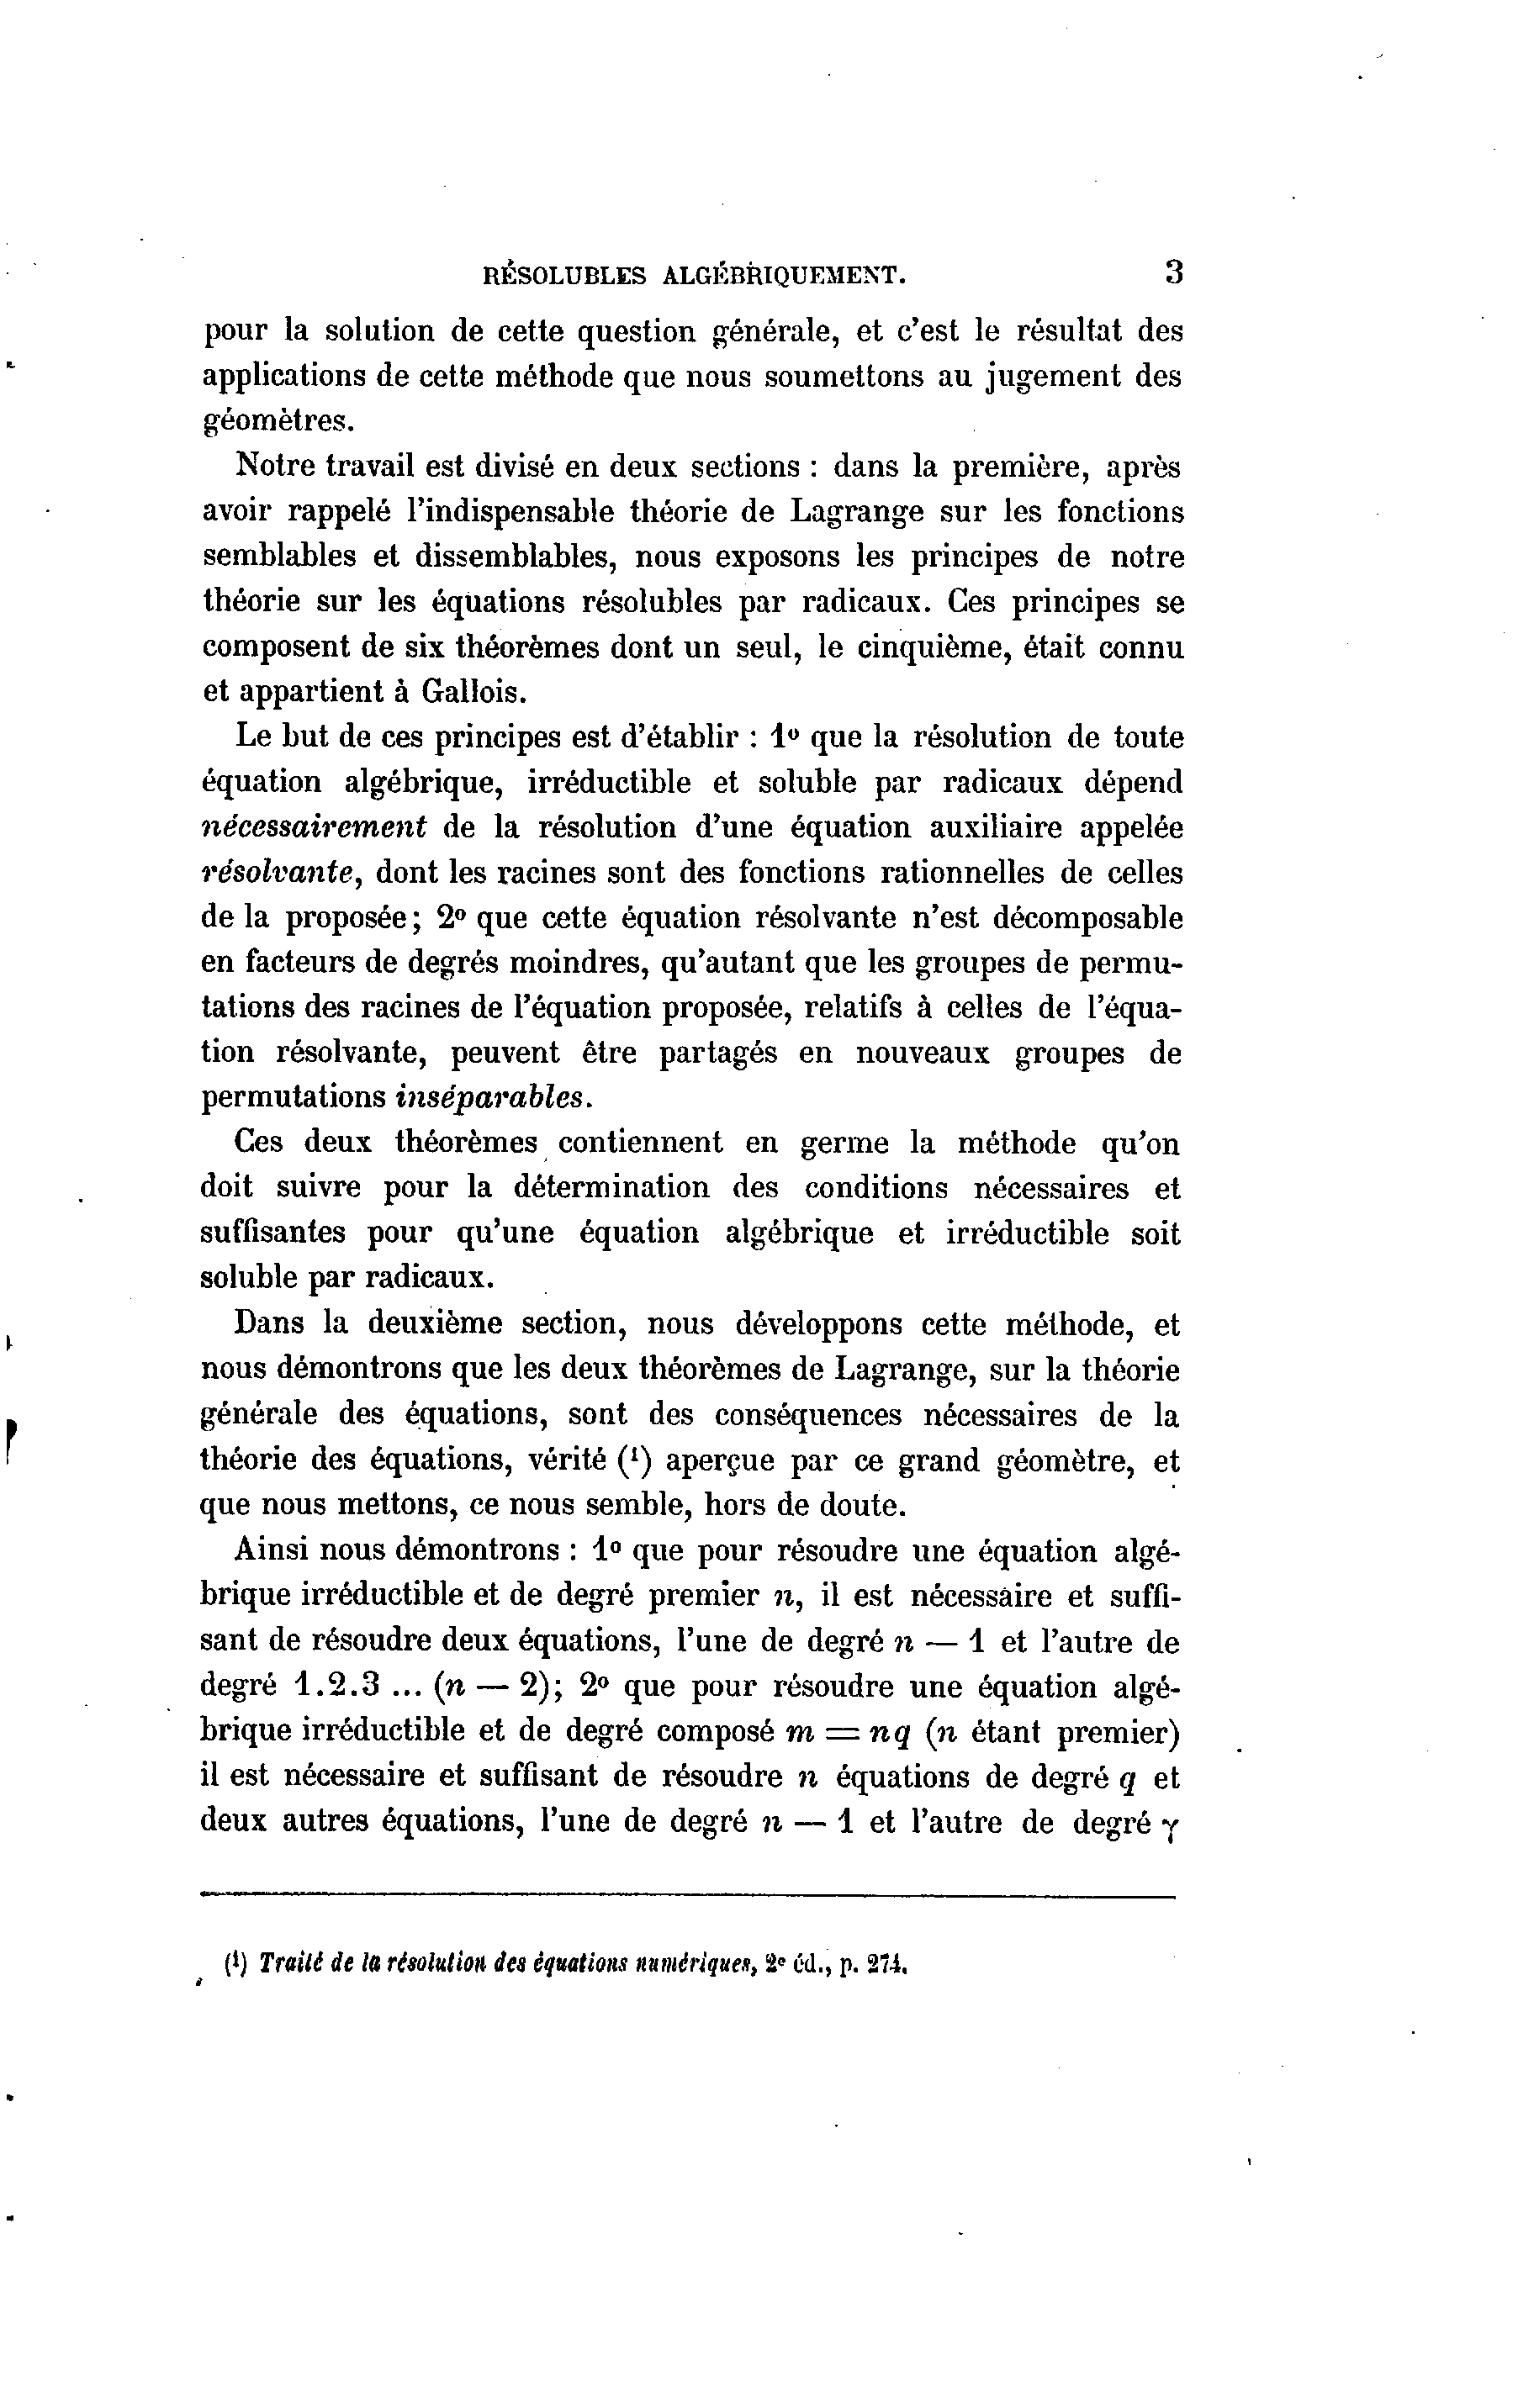 RÉSOLUBLES ALGÉBRIQUEMENT. 3
pour la solution de cette question générale, et c'est le résultat des
applications de cette méthode que nous soumettons au jugement des
géomètres.
Notre travail est divisé en deux sections : dans la première, après
avoir rappelé l'indispensable théorie de Lagrange sur les fonctions
semblables et dissemblables, nous exposons les principes de notre
théorie sur les équations résolubles par radicaux. Ces principes se
composent de six théorèmes dont un seul, le cinquième, était connu
et appartient à Gallois.
Le but de ces principes est d'établir : 1º que la résolution de toute
équation algébrique, irréductible et soluble par radicaux dépend
nécessairement de la résolution d'une équation auxiliaire appelée
résolvante, dont les racines sont des fonctions rationnelles de celles
de la proposée; 2º que cette équation résolvante n'est décomposable
en facteurs de degrés moindres, qu'autant que les groupes de permu-
tations des racines de l'équation proposée, relatifs à celles de l'équa-
tion résolvante, peuvent être partagés en nouveaux groupes de
permutations inséparables.
Ces deux théorèmes contiennent en germe la méthode qu'on
doit suivre pour la détermination des conditions nécessaires et
suffisantes pour qu'une équation algébrique et irréductible soit
soluble par radicaux.
Dans la deuxième section, nous développons cette méthode, et
nous démontrons que les deux théorèmes de Lagrange, sur la théorie
générale des équations, sont des conséquences nécessaires de la
théorie des équations, vérité (¹) aperçue par ce grand géomètre, et
que nous mettons, ce nous semble, hors de doute.
Ainsi nous démontrons : 1º que pour résoudre une équation algé-
brique irréductible et de degré premier n, il est nécessaire et suffi-
sant de résoudre deux équations, l'une de degré n — 1 et l'autre de
degré 1.2.3 ... (n — 2); 2º que pour résoudre une équation algé-
brique irréductible et de degré composé m = nq (n étant premier)
il est nécessaire et suffisant de résoudre n équations de degré q et
deux autres équations, l'une de degré n — 1 et l'autre de degré γ
(¹) Traité de la résolution des équations numériques, 2e éd., p. 274.